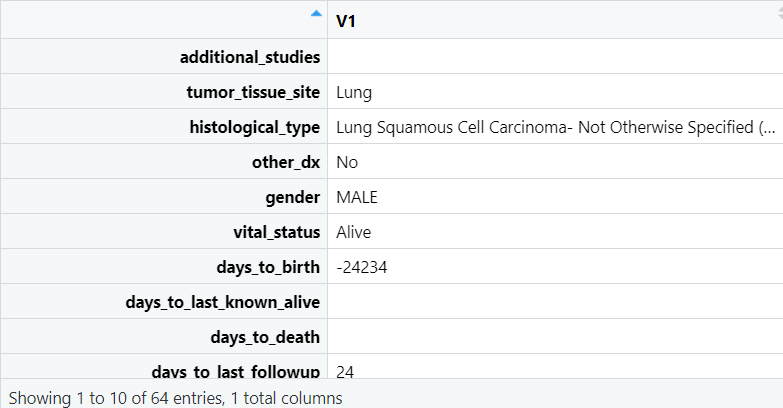 V1
additional_studies
tumor_tissue_site Lung
histological_type Lung Squamous Cell Carcinoma- Not Otherwise Specified (...
other_dx No
gender MALE
vital_status Alive
days_to_birth -24234
days_to_last_known_alive
days_to_death
days_to_last_followup 24
Showing 1 to 10 of 64 entries, 1 total columns